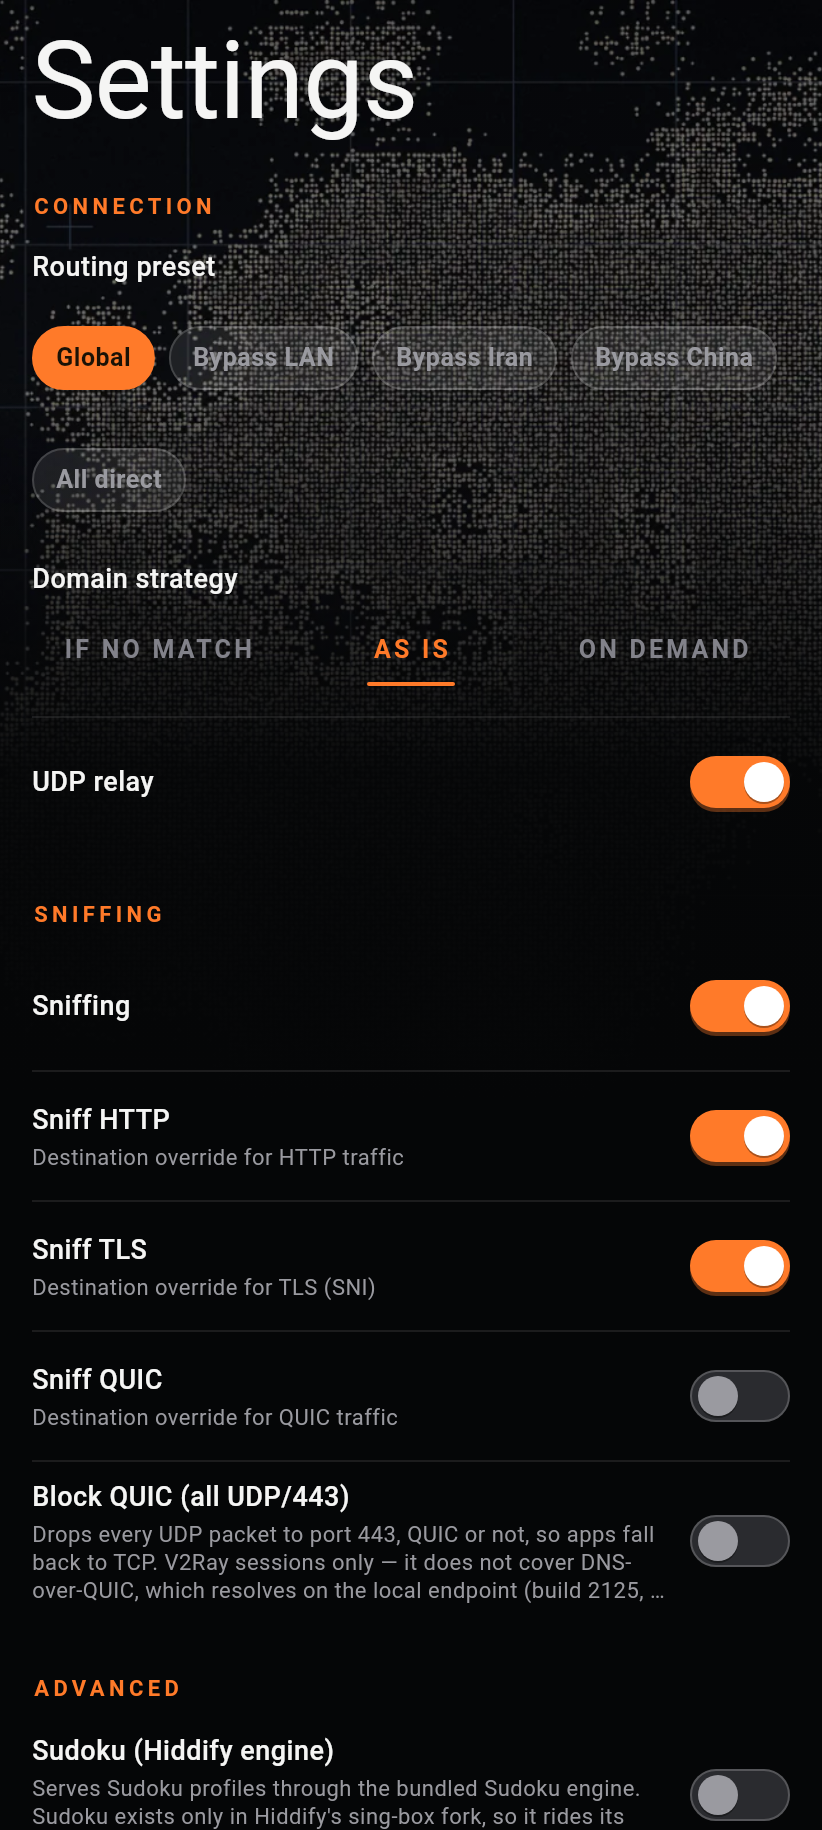 Settings
CONNECTION
Routing preset
Global Bypass LAN Bypass Iran Bypass China
All direct
Domain strategy
IF NO MATCH AS IS ON DEMAND
UDP relay
SNIFFING
Sniffing
Sniff HTTP
Destination override for HTTP traffic
Sniff TLS
Destination override for TLS (SNI)
Sniff QUIC
Destination override for QUIC traffic
Block QUIC (all UDP/443)
Drops every UDP packet to port 443, QUIC or not, so apps fall
back to TCP. V2Ray sessions only — it does not cover DNS-
over-QUIC, which resolves on the local endpoint (build 2125, …
ADVANCED
Sudoku (Hiddify engine)
Serves Sudoku profiles through the bundled Sudoku engine.
Sudoku exists only in Hiddify's sing-box fork, so it rides its